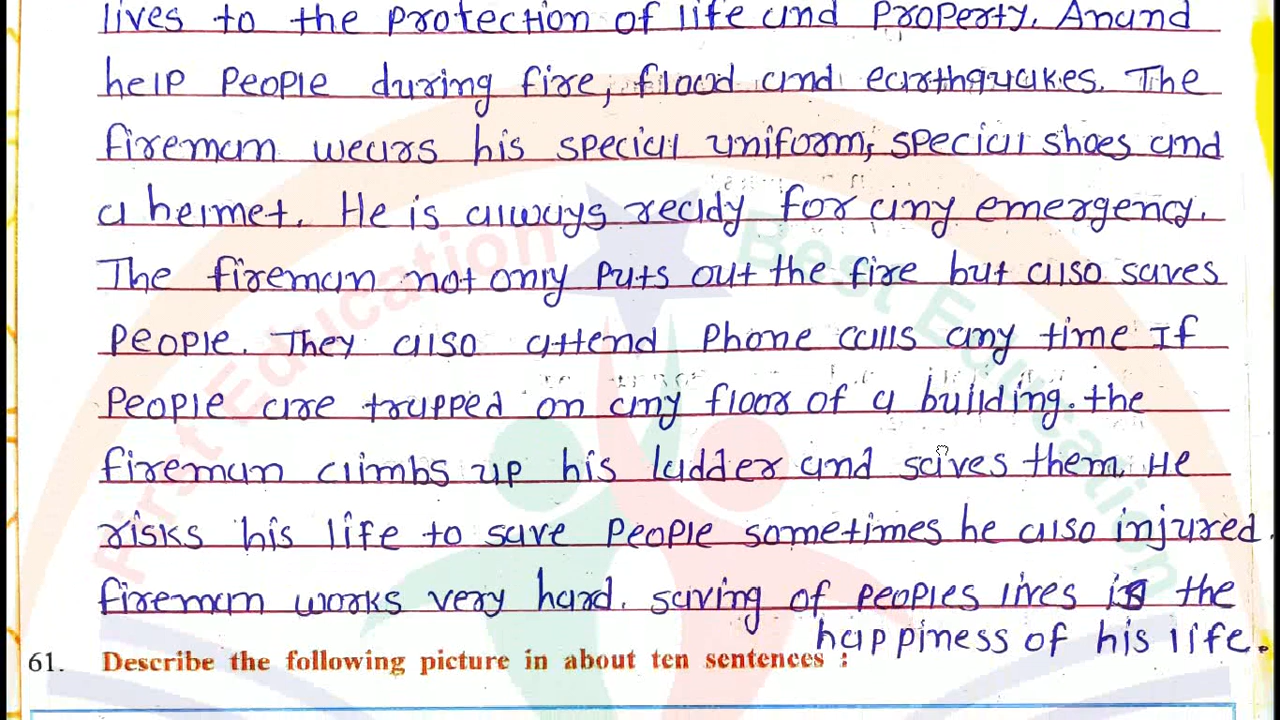 lives to the protection of life and property. Anand
help people during fire, flood and earthquakes. The
fireman wears his special uniform, special shoes and
a helmet. He is always ready for any emergency.
The fireman not only puts out the fire but also saves
people. They also attend phone calls any time If
people are trapped on any floor of a building. the
fireman climbs up his ladder and saves them. He
risks his life to save people sometimes he also injured.
fireman works very hard. saving of peoples lives is the
happiness of his life.
61. Describe the following picture in about ten sentences :
First Education
Best Education